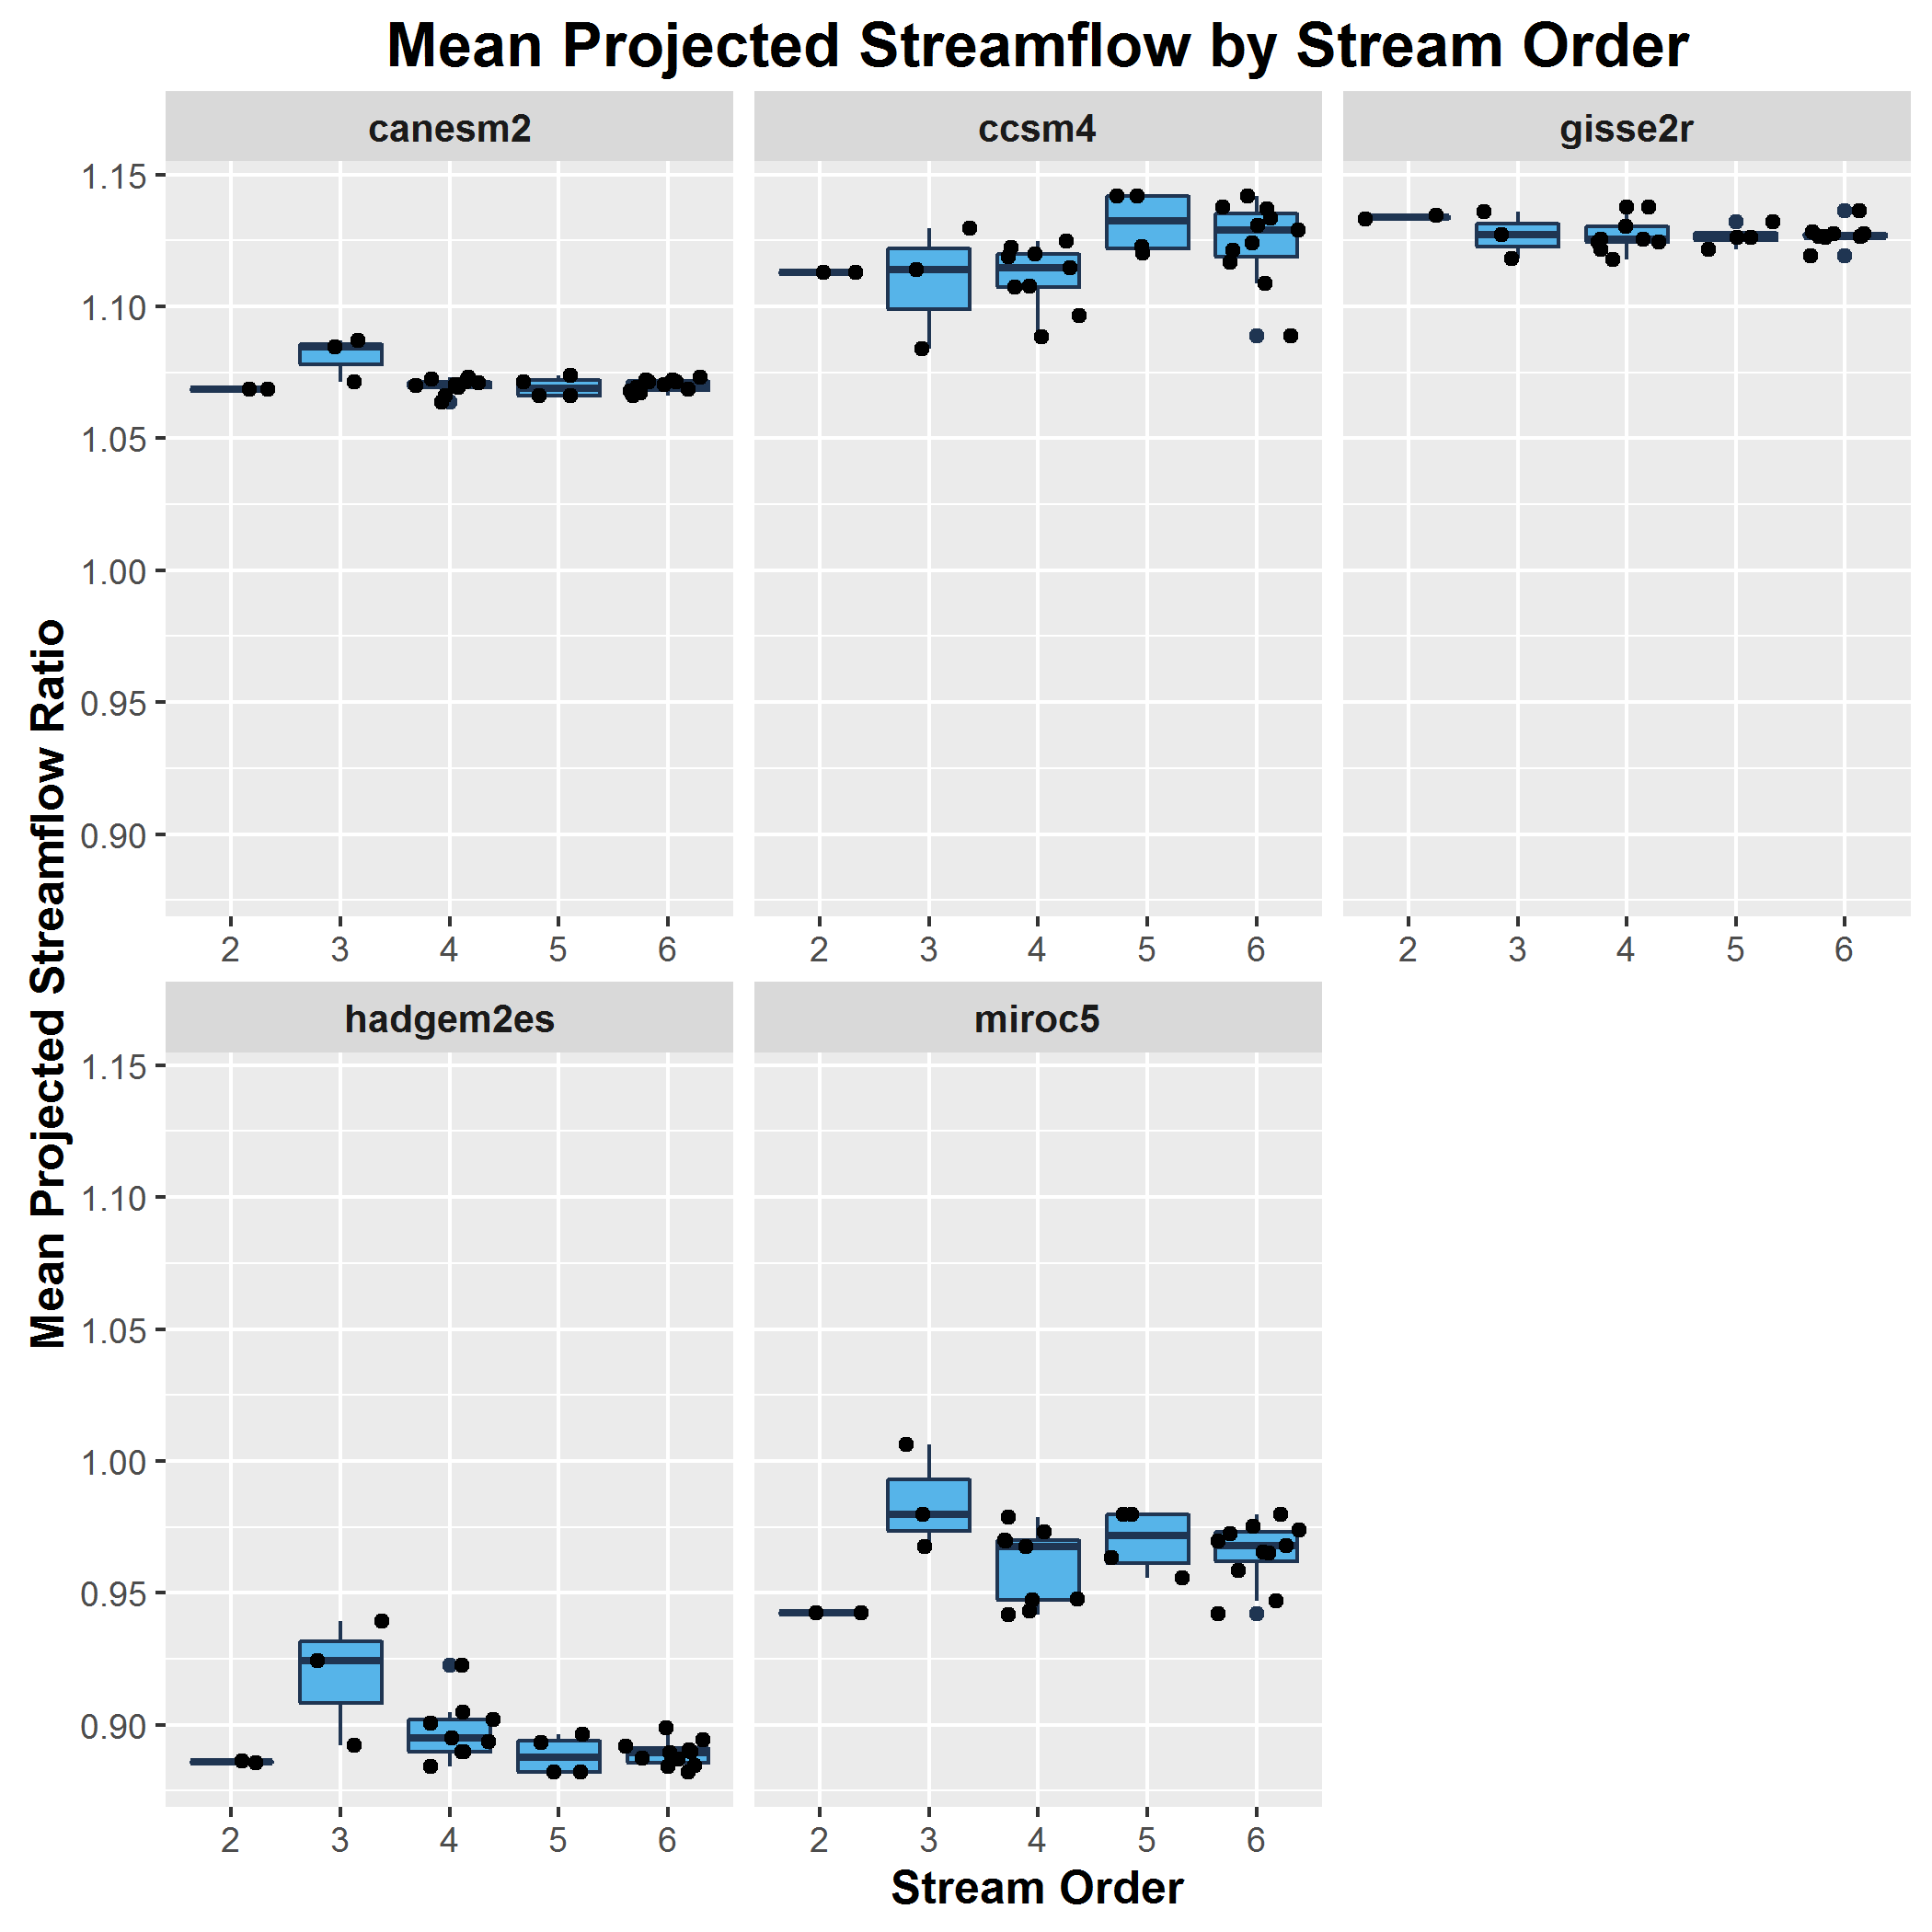 Mean Projected Streamflow by Stream Order
canesm2 ccsm4 gisse2r
1.15
1.10
1.05
1.00
0.95
0.90
2 3 4 5 6 2 3 4 5 6 2 3 4 5 6
Mean Projected Streamflow Ratio
hadgem2es miroc5
1.15
1.10
1.05
1.00
0.95
0.90
2 3 4 5 6 2 3 4 5 6
Stream Order